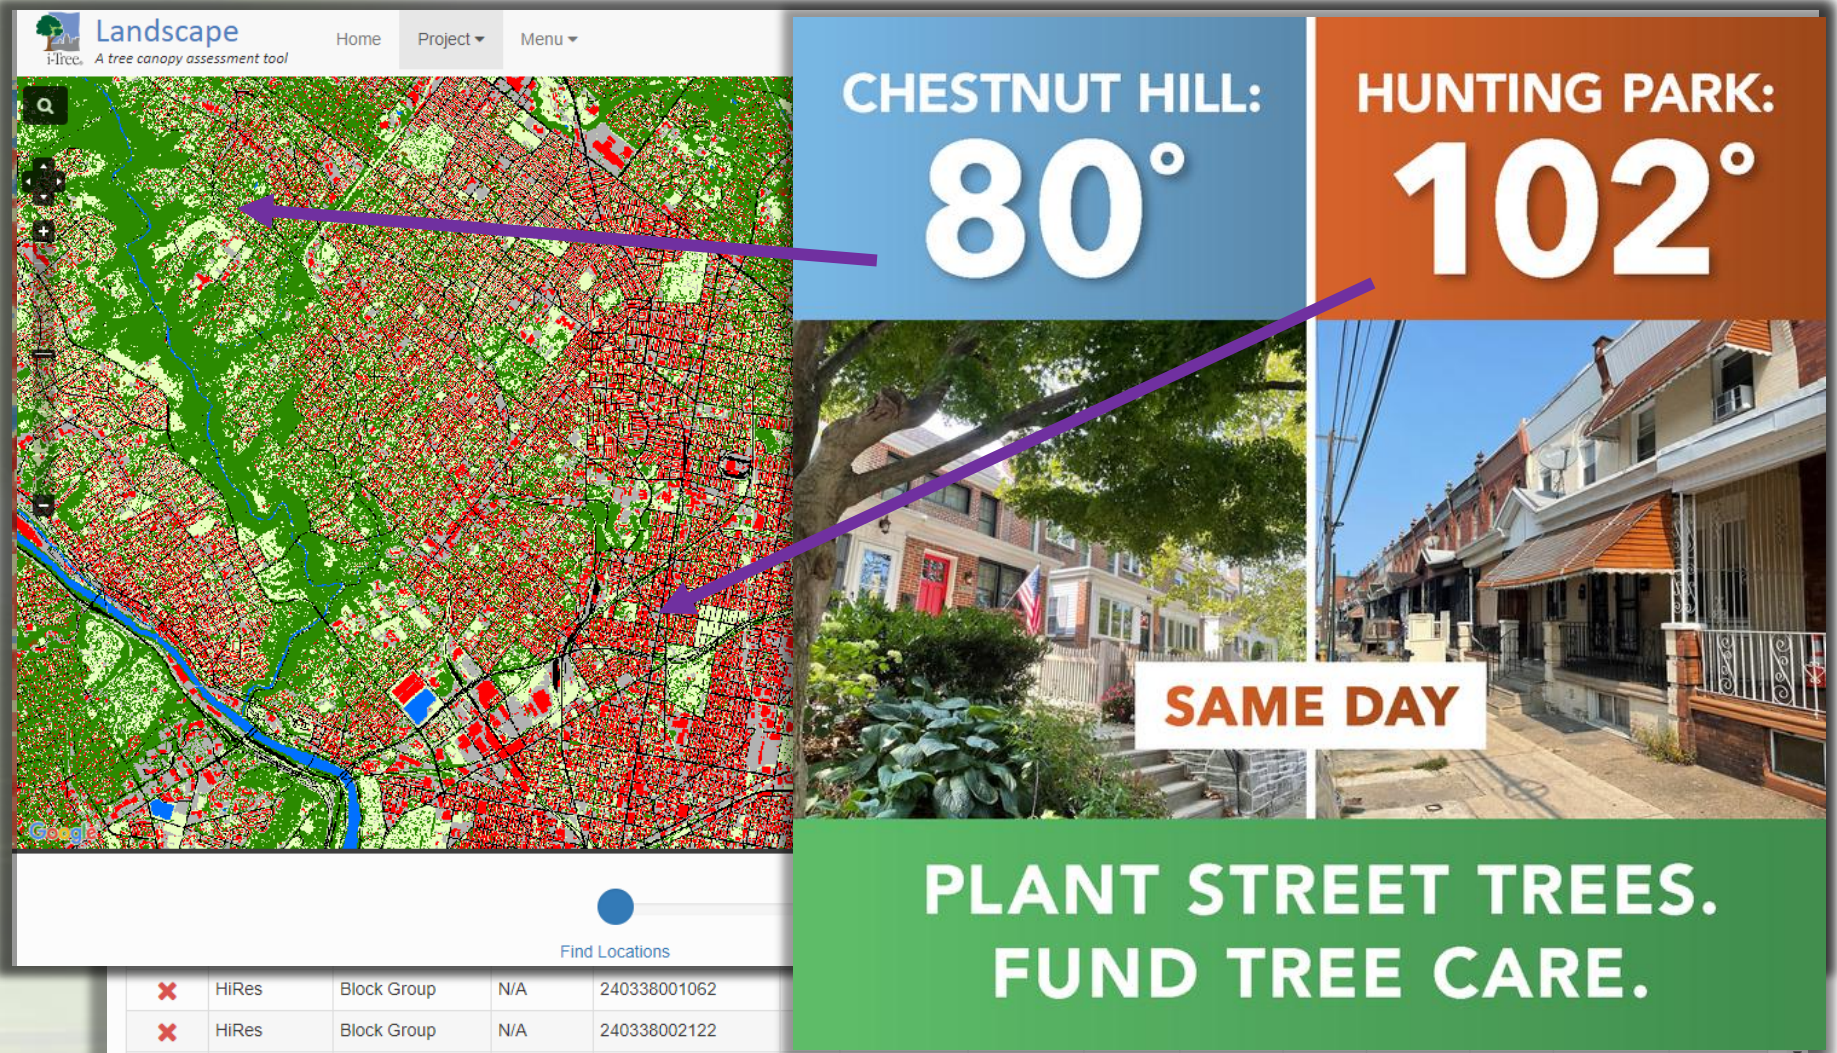 Landscape
i-Tree.
A tree canopy assessment tool
Home
Project
Menu
Google
Find Locations
HiRes Block Group N/A 240338001062
HiRes Block Group N/A 240338002122
CHESTNUT HILL:
80°
HUNTING PARK:
102°
SAME DAY
PLANT STREET TREES.
FUND TREE CARE.